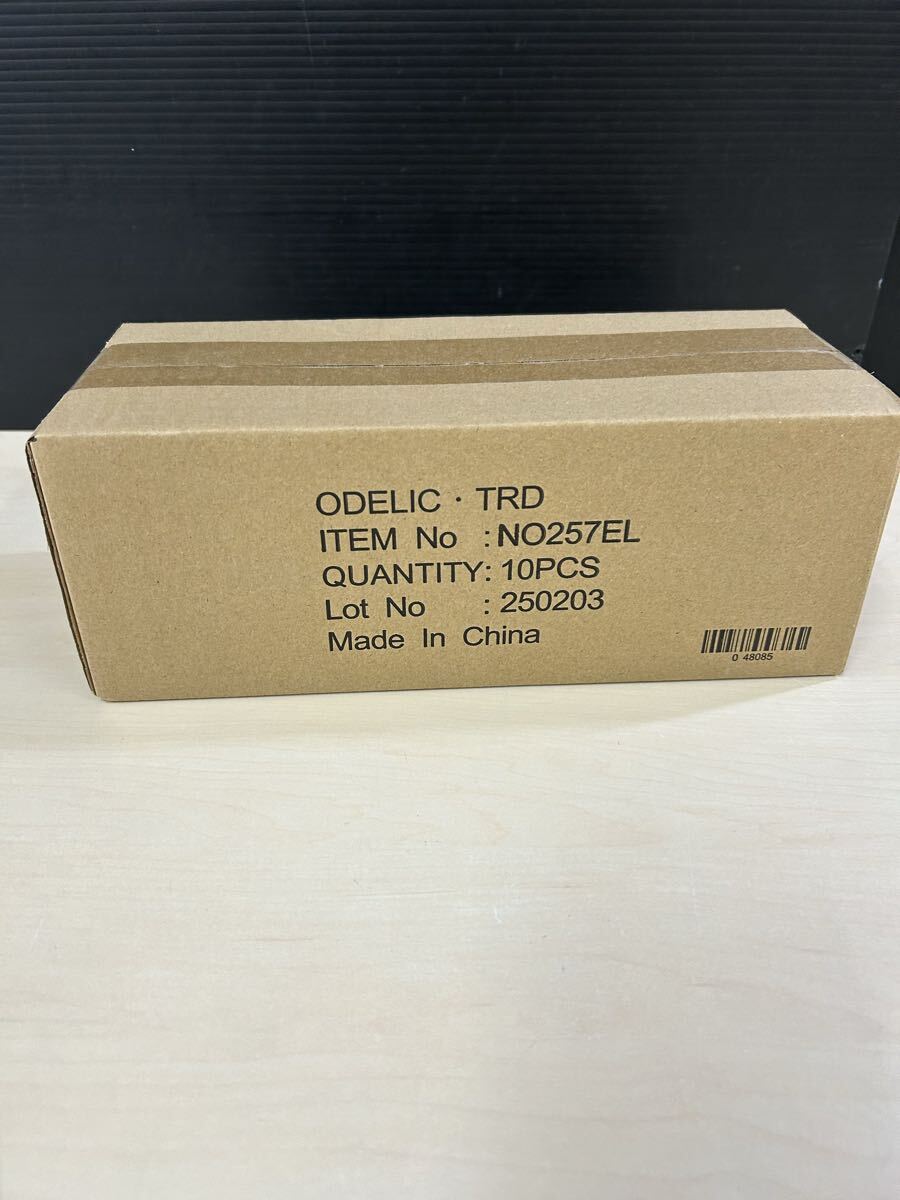 ODELIC · TRD
ITEM No : NO257EL
QUANTITY: 10PCS
Lot No : 250203
Made In China
0 48085